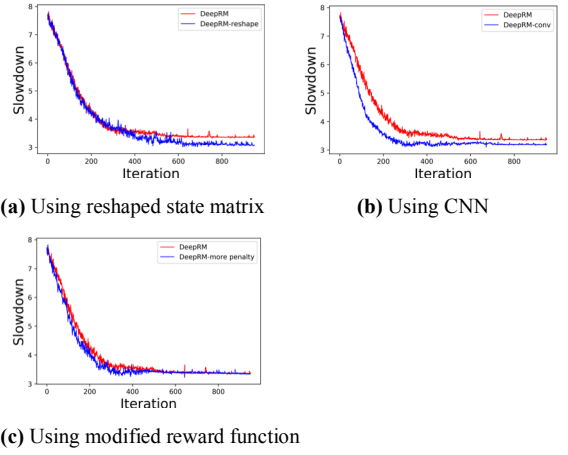 8
7
6
5
4
3
Slowdown
DeepRM
DeepRM-reshape
0 200 400 600 800
Iteration
(a) Using reshaped state matrix
8
7
6
5
4
3
Slowdown
DeepRM
DeepRM-conv
0 200 400 600 800
Iteration
(b) Using CNN
8
7
6
5
4
3
Slowdown
DeepRM
DeepRM-more penalty
0 200 400 600 800
Iteration
(c) Using modified reward function